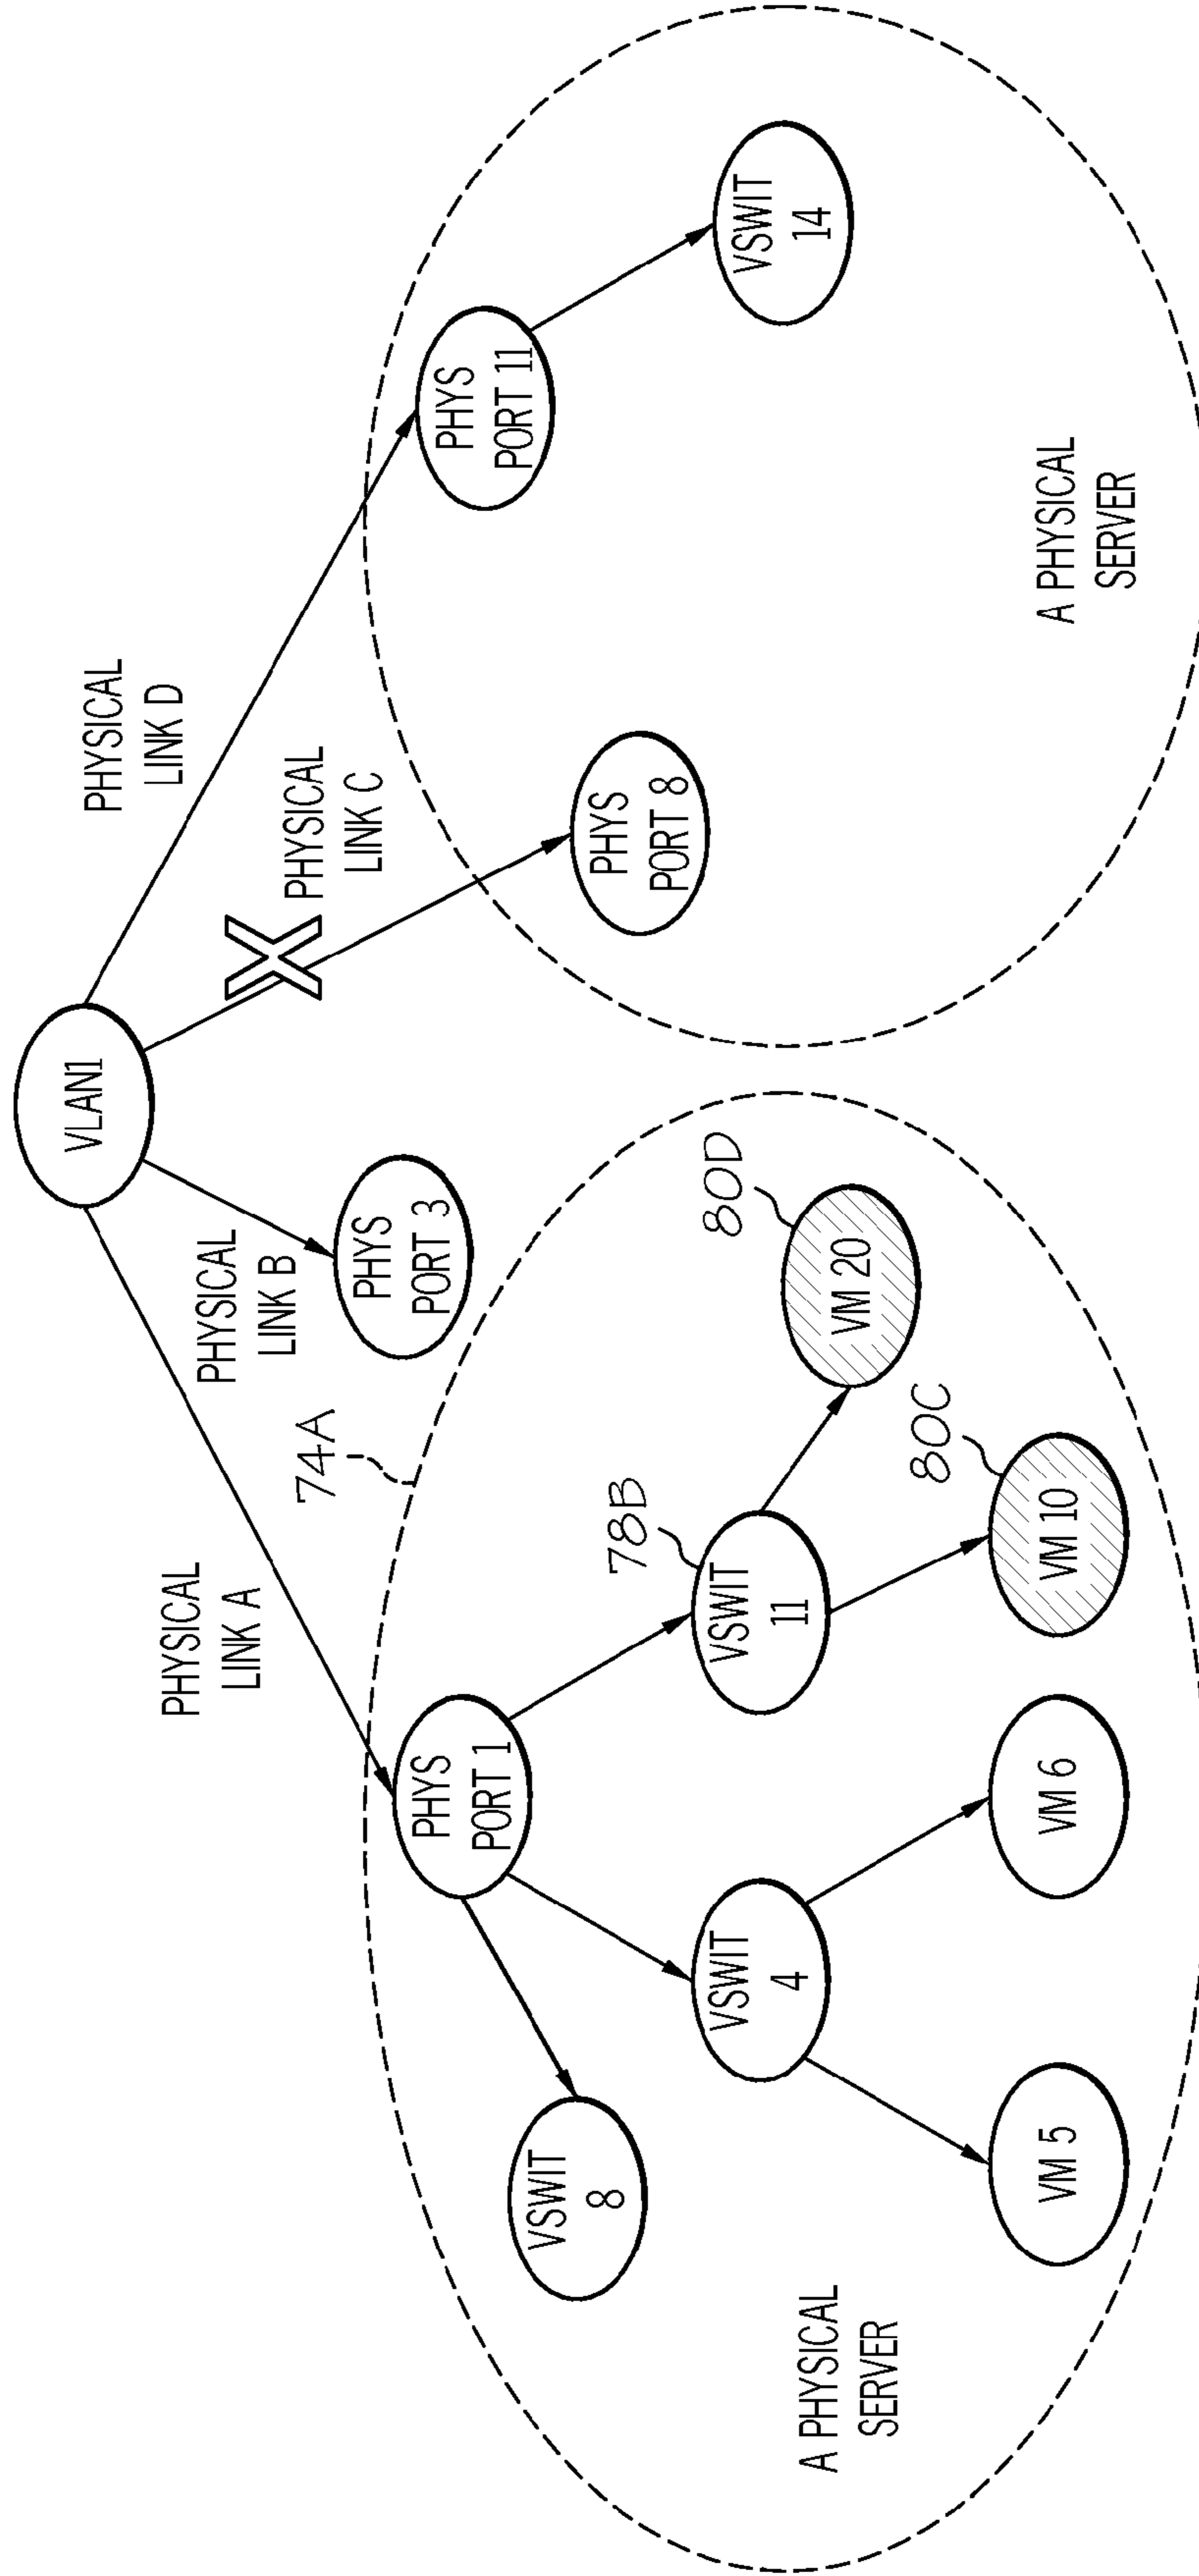 VLAN1
PHYSICAL
LINK A
PHYSICAL
LINK B
PHYSICAL
LINK C
PHYSICAL
LINK D
X
74A
PHYS
PORT 1
PHYS
PORT 3
PHYS
PORT 8
PHYS
PORT 11
VSWIT
8
VSWIT
4
78B
VSWIT
11
VSWIT
14
VM 5
VM 6
80C
VM 10
80D
VM 20
A PHYSICAL
SERVER
A PHYSICAL
SERVER